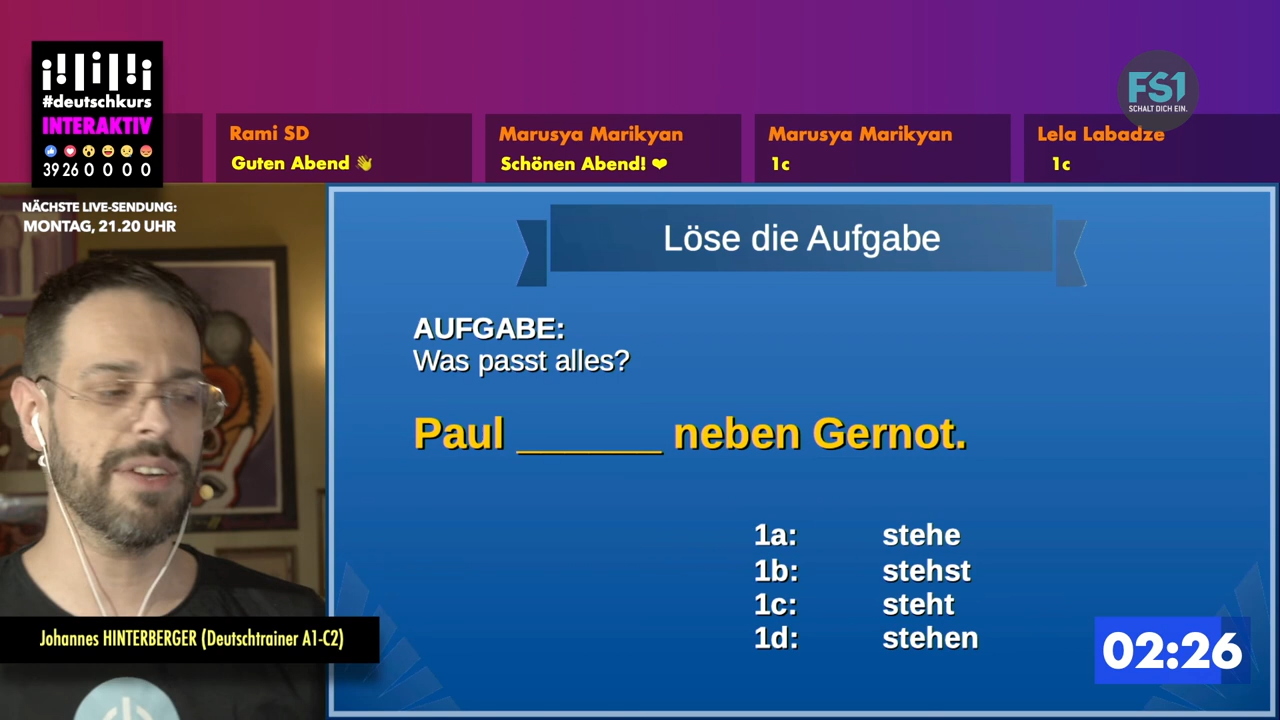 #deutschkurs
INTERAKTIV
39 26 0 0 0 0
NÄCHSTE LIVE-SENDUNG:
MONTAG, 21.20 UHR
Rami SD
Guten Abend 👋
Marusya Marikyan
Schönen Abend! ❤
Marusya Marikyan
1c
Lela Labadze
1c
FS1
SCHALT DICH EIN.
Löse die Aufgabe
AUFGABE:
Was passt alles?
Paul ______ neben Gernot.
1a: stehe
1b: stehst
1c: steht
1d: stehen
Johannes HINTERBERGER (Deutschtrainer A1-C2)
02:26